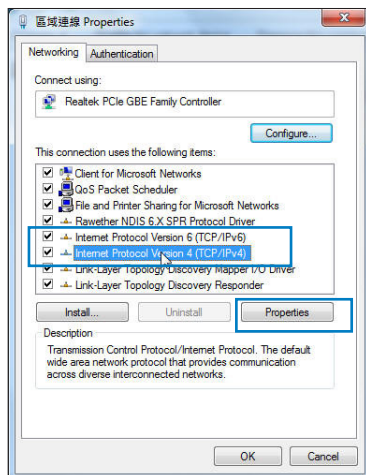 區域連線 Properties
Networking
Authentication
Connect using:
Realtek PCIe GBE Family Controller
Configure...
This connection uses the following items:
Client for Microsoft Networks
QoS Packet Scheduler
File and Printer Sharing for Microsoft Networks
Rawether NDIS 6.X SPR Protocol Driver
Internet Protocol Version 6 (TCP/IPv6)
Internet Protocol Version 4 (TCP/IPv4)
Link-Layer Topology Discovery Mapper I/O Driver
Link-Layer Topology Discovery Responder
Install...
Uninstall
Properties
Description
Transmission Control Protocol/Internet Protocol. The default
wide area network protocol that provides communication
across diverse interconnected networks.
OK
Cancel